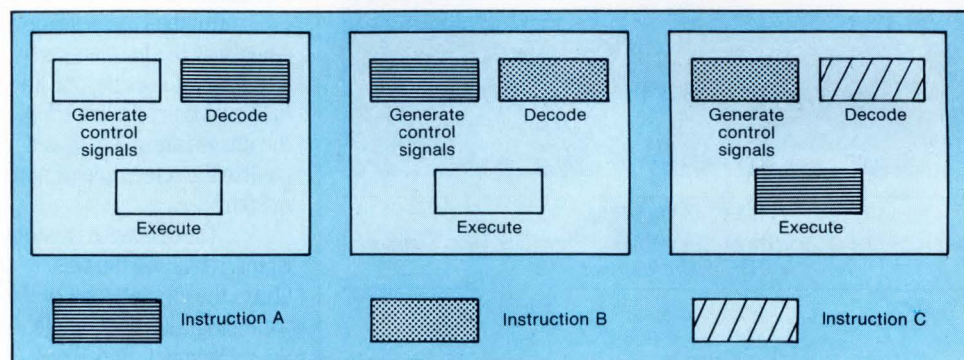 Generate control signals
Decode
Execute
Generate control signals
Decode
Execute
Generate control signals
Decode
Execute
Instruction A
Instruction B
Instruction C